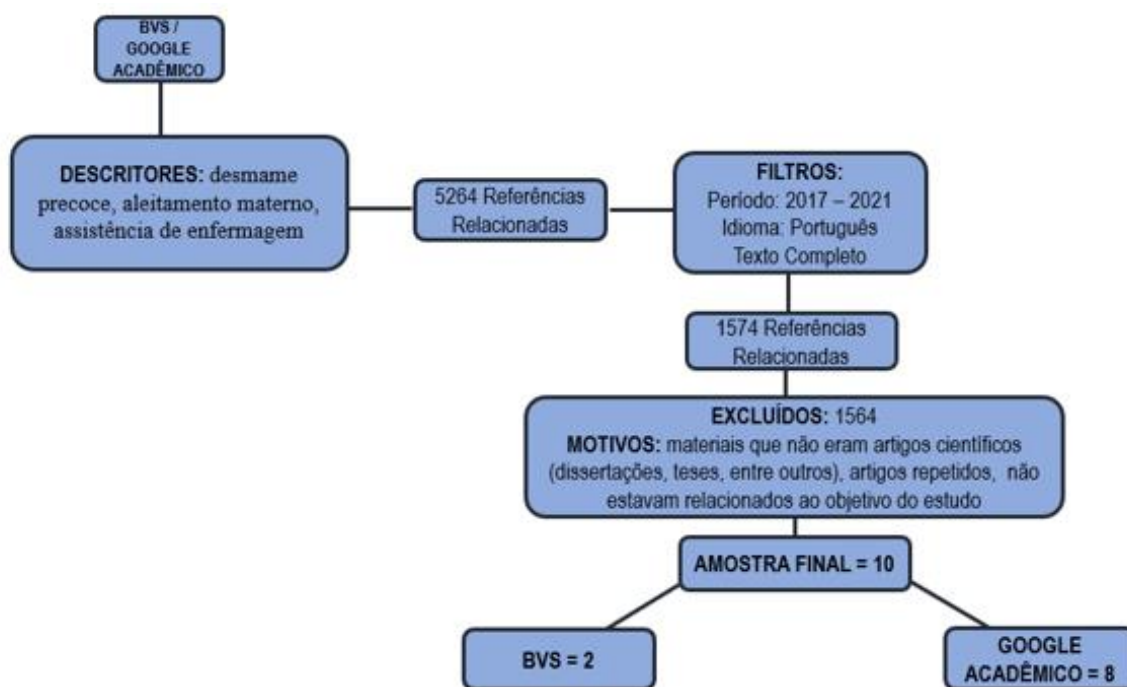 BVS /
GOOGLE
ACADÊMICO
DESCRITORES: desmame
precoce, aleitamento materno,
assistência de enfermagem
5264 Referências
Relacionadas
FILTROS:
Período: 2017 – 2021
Idioma: Português
Texto Completo
1574 Referências
Relacionadas
EXCLUÍDOS: 1564
MOTIVOS: materiais que não eram artigos científicos
(dissertações, teses, entre outros), artigos repetidos, não
estavam relacionados ao objetivo do estudo
AMOSTRA FINAL = 10
BVS = 2
GOOGLE
ACADÊMICO = 8